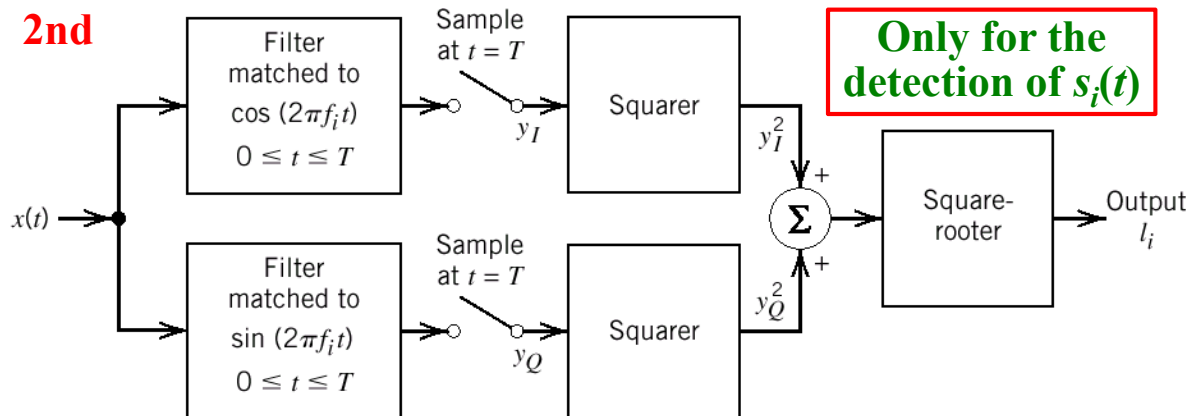 2nd
Filter
matched to
cos (2πf_i t)
0 ≤ t ≤ T
Sample
at t = T
y_I
Squarer
y_I^2
Only for the
detection of s_i(t)
x(t)
+
Σ
+
Square-
rooter
Output
l_i
Filter
matched to
sin (2πf_i t)
0 ≤ t ≤ T
Sample
at t = T
y_Q
Squarer
y_Q^2